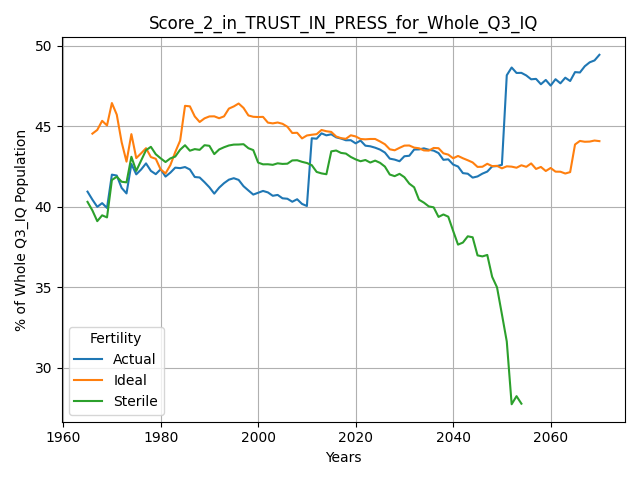 Score_2_in_TRUST_IN_PRESS_for_Whole_Q3_IQ
% of Whole Q3_IQ Population
50
45
40
35
30
Fertility
Actual
Ideal
Sterile
1960 1980 2000 2020 2040 2060
Years